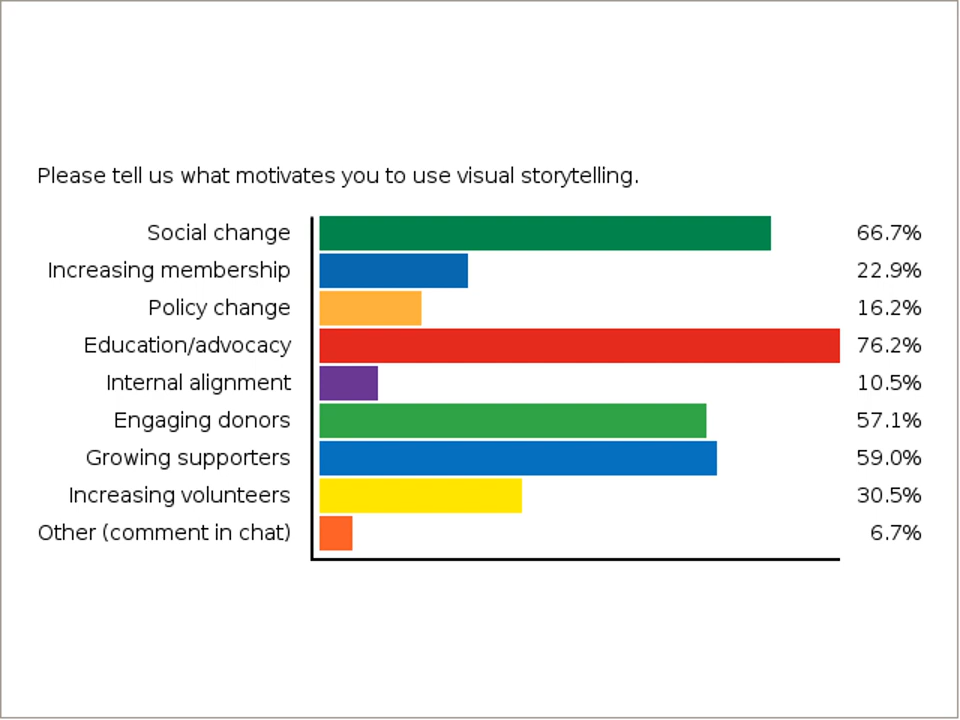 Please tell us what motivates you to use visual storytelling.
Social change 66.7%
Increasing membership 22.9%
Policy change 16.2%
Education/advocacy 76.2%
Internal alignment 10.5%
Engaging donors 57.1%
Growing supporters 59.0%
Increasing volunteers 30.5%
Other (comment in chat) 6.7%